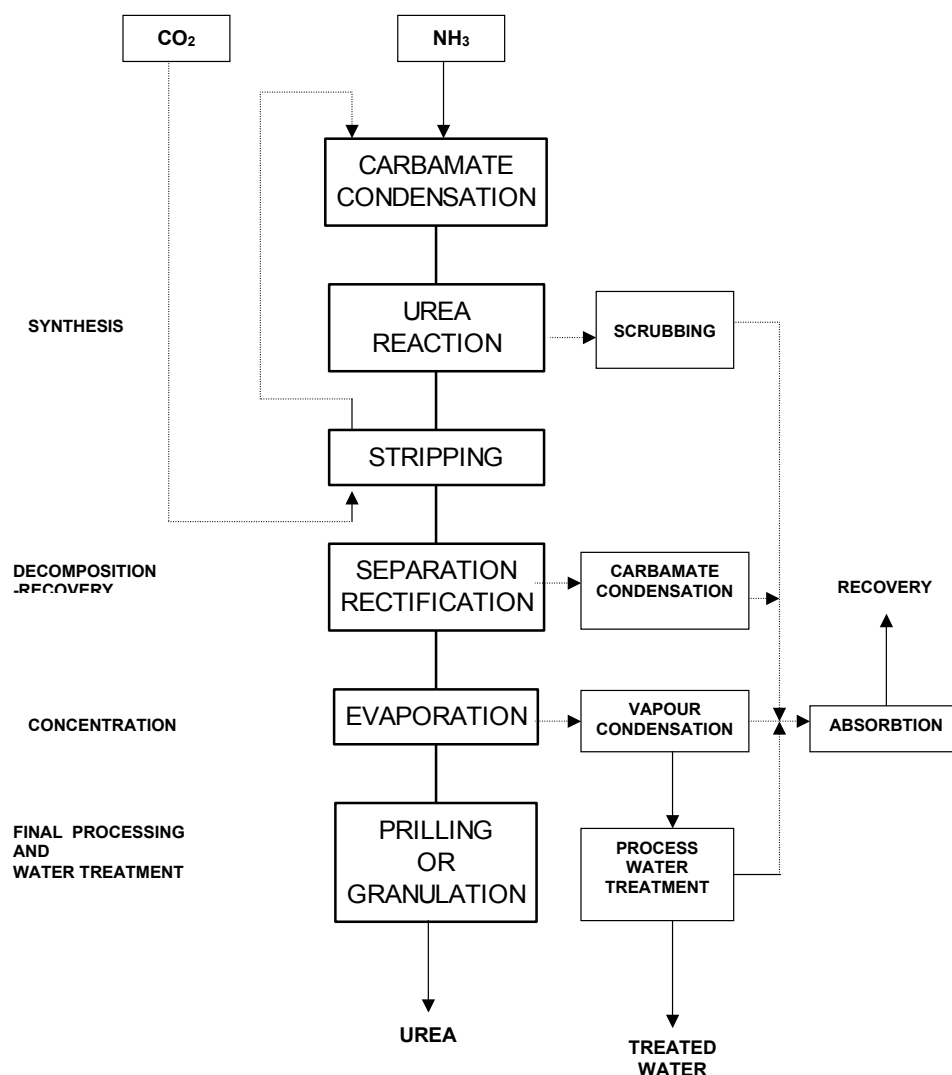 CO₂
NH₃
CARBAMATE
CONDENSATION
SYNTHESIS
UREA
REACTION
SCRUBBING
STRIPPING
DECOMPOSITION
-RECOVERY
SEPARATION
RECTIFICATION
CARBAMATE
CONDENSATION
RECOVERY
CONCENTRATION
EVAPORATION
VAPOUR
CONDENSATION
ABSORBTION
FINAL PROCESSING
AND
WATER TREATMENT
PRILLING
OR
GRANULATION
PROCESS
WATER
TREATMENT
UREA
TREATED
WATER